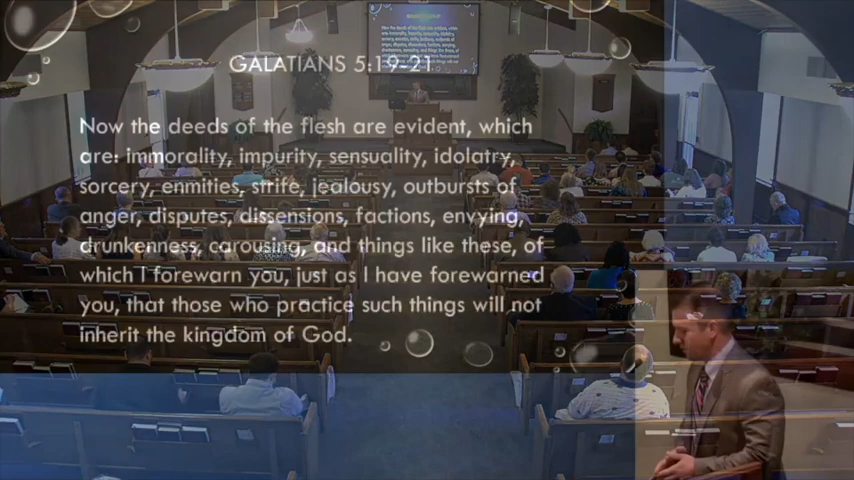 GALATIANS 5:19-21
Now the deeds of the flesh are evident, which
are: immorality, impurity, sensuality, idolatry,
sorcery, enmities, strife, jealousy, outbursts of
anger, disputes, dissensions, factions, envying,
drunkenness, carousing, and things like these, of
which I forewarn you, just as I have forewarned
you, that those who practice such things will not
inherit the kingdom of God.